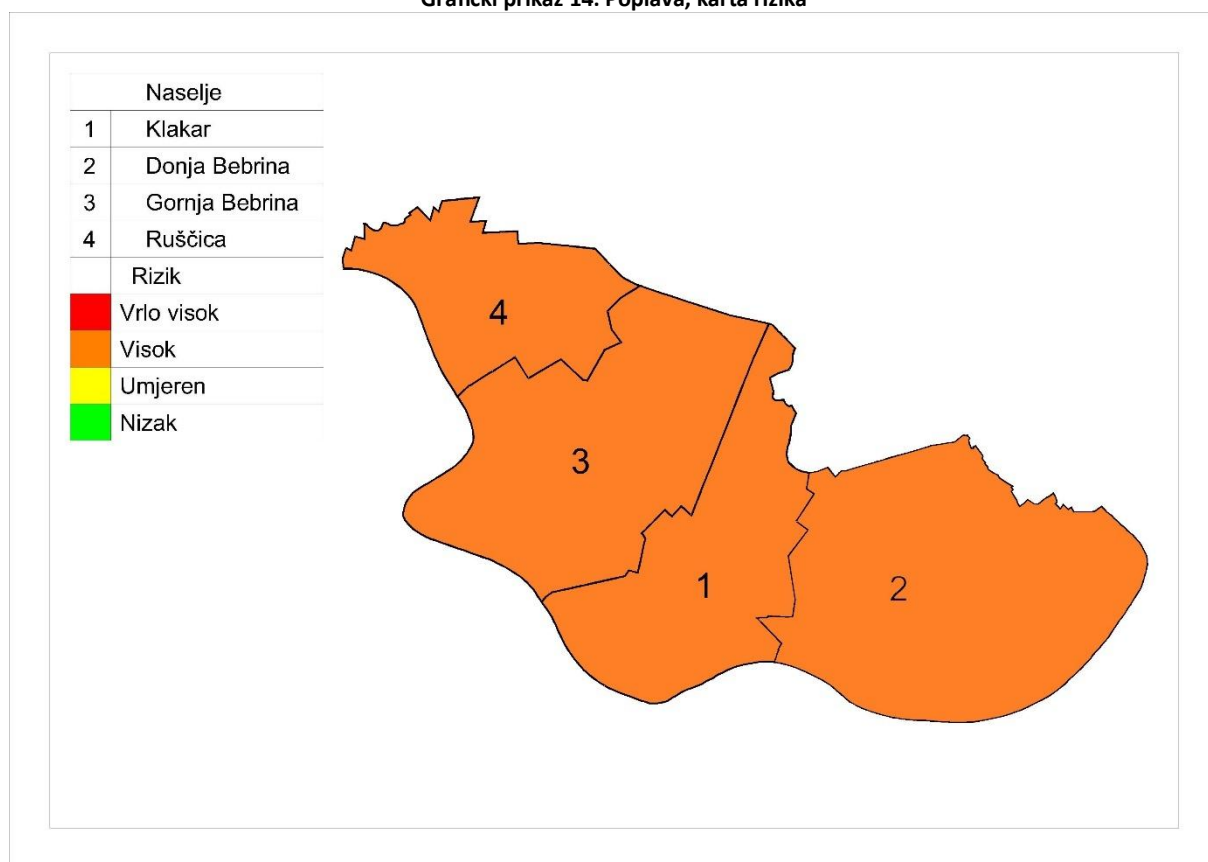 Grafički prikaz 14. Poplava, karta rizika
Naselje
1 Klakar
2 Donja Bebrina
3 Gornja Bebrina
4 Ruščica
Rizik
Vrlo visok
Visok
Umjeren
Nizak
4
3
1
2